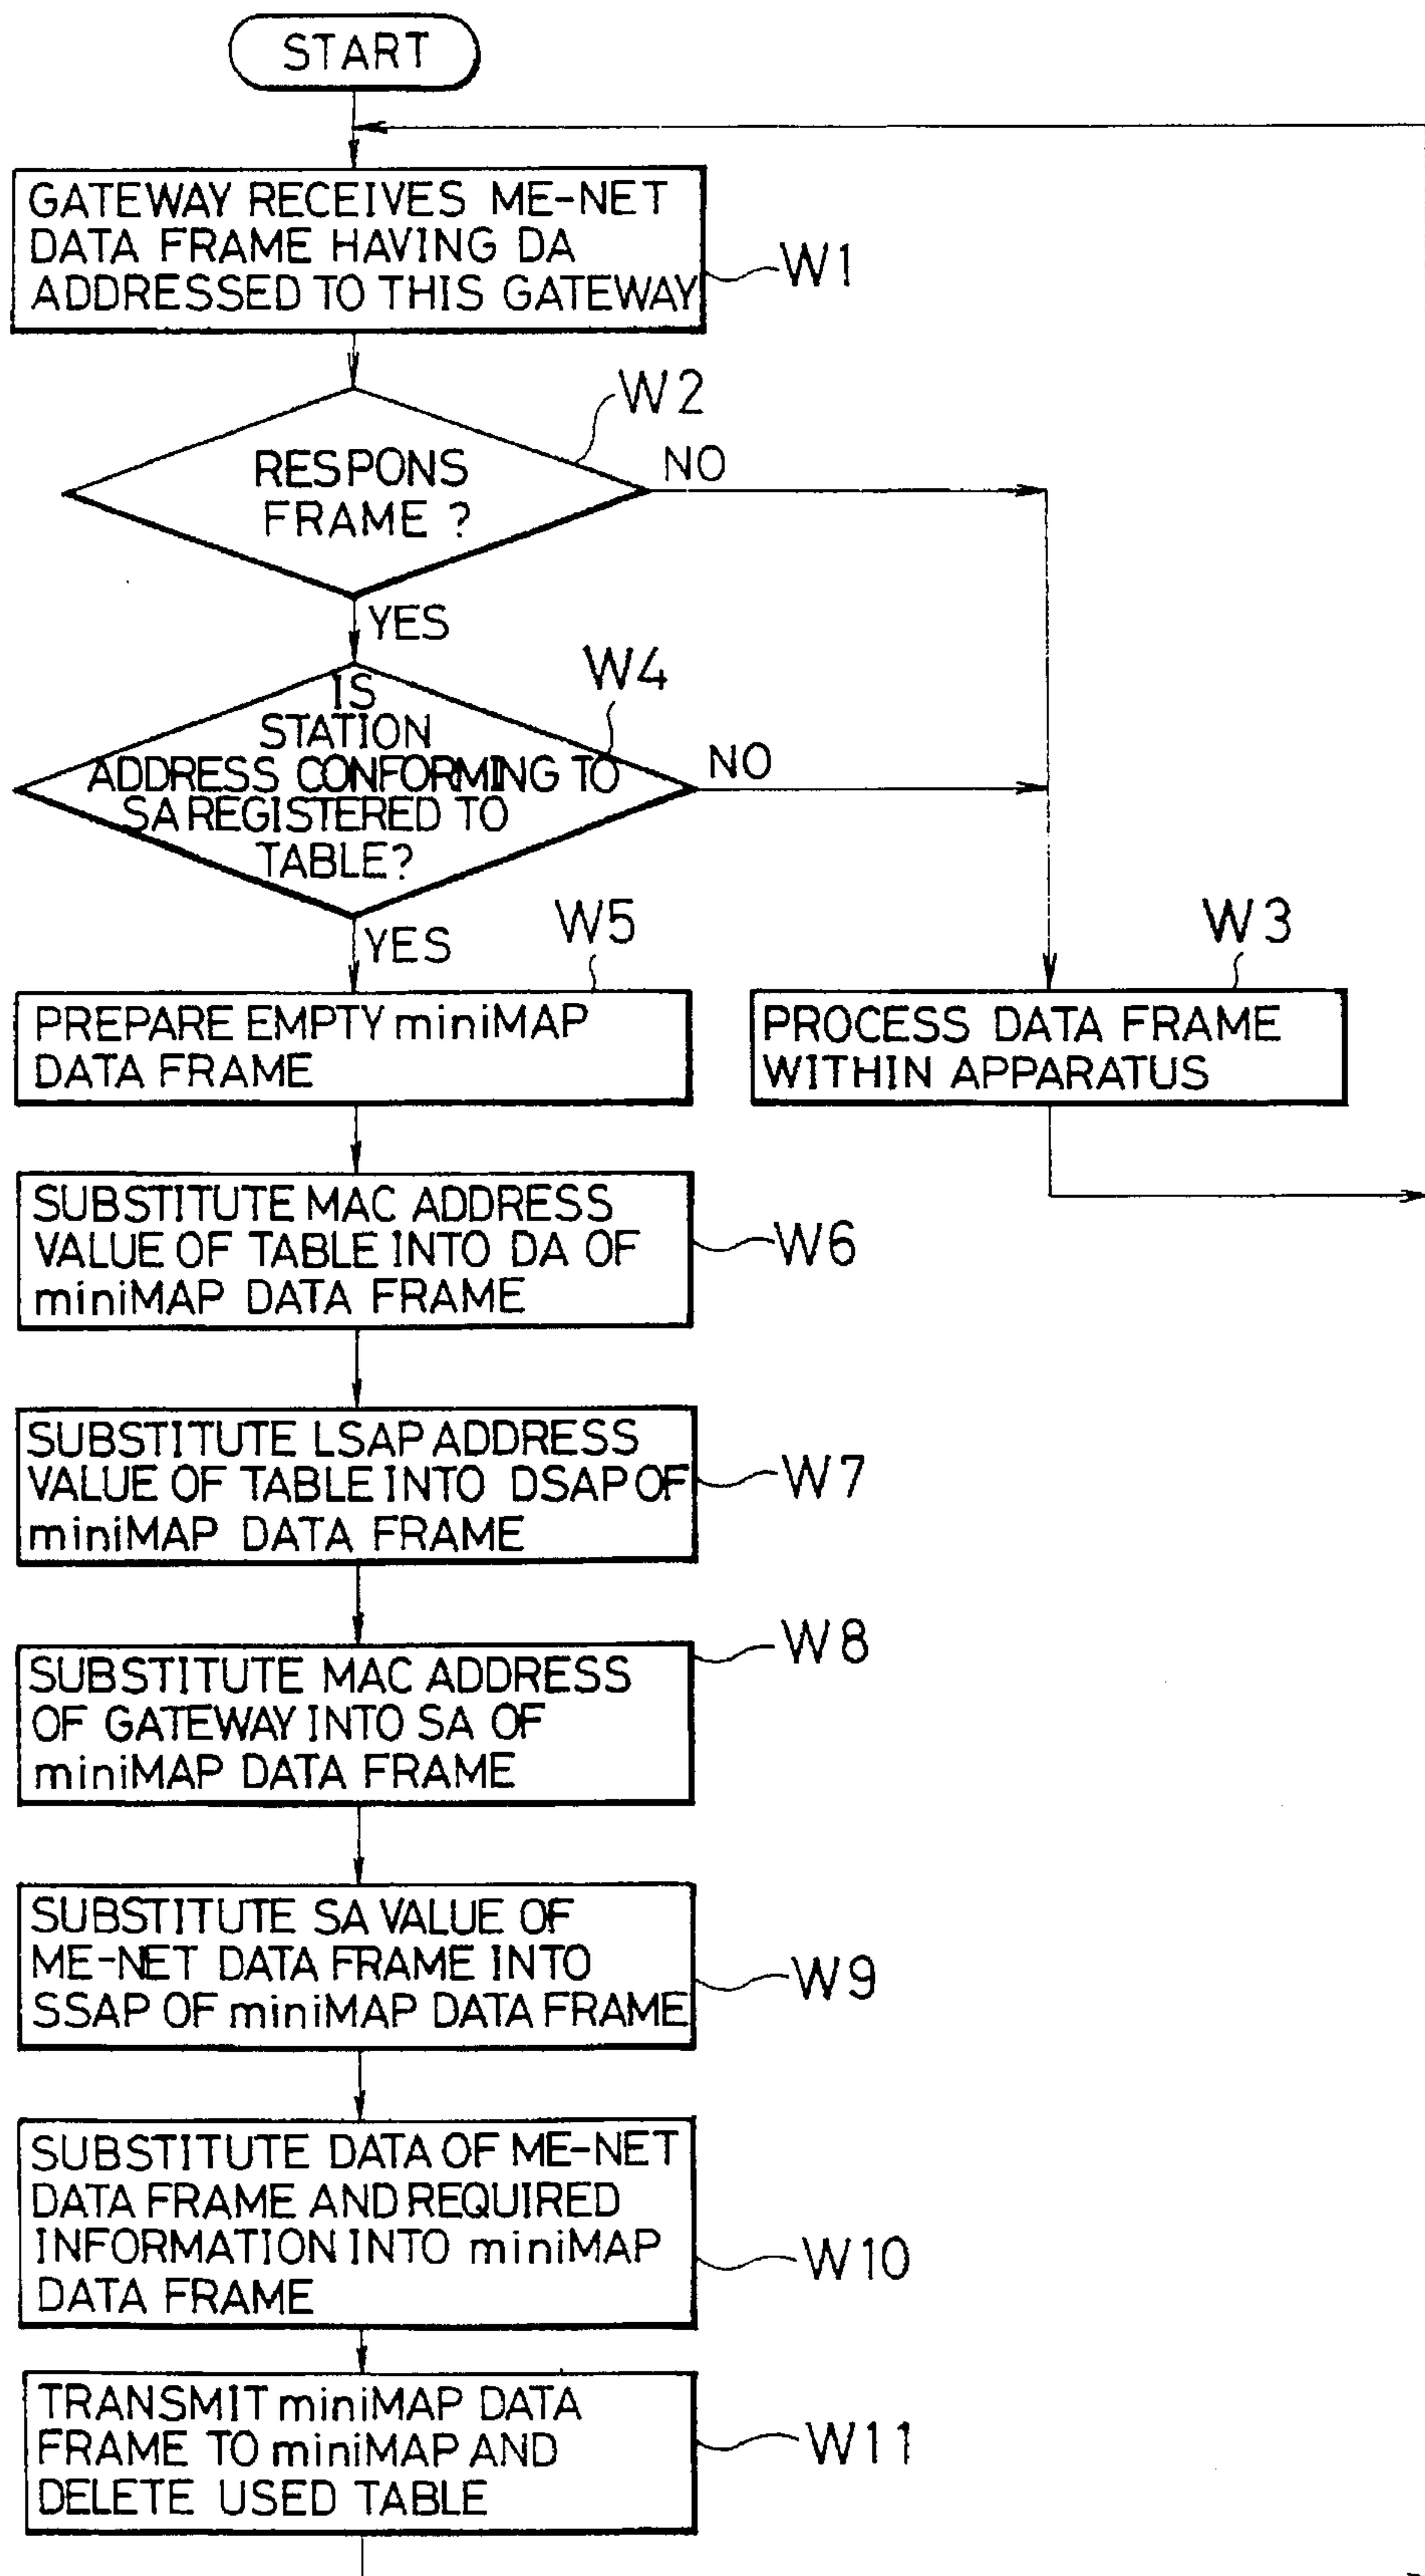 START
GATEWAY RECEIVES ME-NET
DATA FRAME HAVING DA
ADDRESSED TO THIS GATEWAY
W1
W2
RESPONS
FRAME ?
NO
YES
W4
IS
STATION
ADDRESS CONFORMING TO
SA REGISTERED TO
TABLE?
NO
YES
W5
PREPARE EMPTY miniMAP
DATA FRAME
W3
PROCESS DATA FRAME
WITHIN APPARATUS
SUBSTITUTE MAC ADDRESS
VALUE OF TABLE INTO DA OF
miniMAP DATA FRAME
W6
SUBSTITUTE LSAP ADDRESS
VALUE OF TABLE INTO DSAP OF
miniMAP DATA FRAME
W7
SUBSTITUTE MAC ADDRESS
OF GATEWAY INTO SA OF
miniMAP DATA FRAME
W8
SUBSTITUTE SA VALUE OF
ME-NET DATA FRAME INTO
SSAP OF miniMAP DATA FRAME
W9
SUBSTITUTE DATA OF ME-NET
DATA FRAME AND REQUIRED
INFORMATION INTO miniMAP
DATA FRAME
W10
TRANSMIT miniMAP DATA
FRAME TO miniMAP AND
DELETE USED TABLE
W11